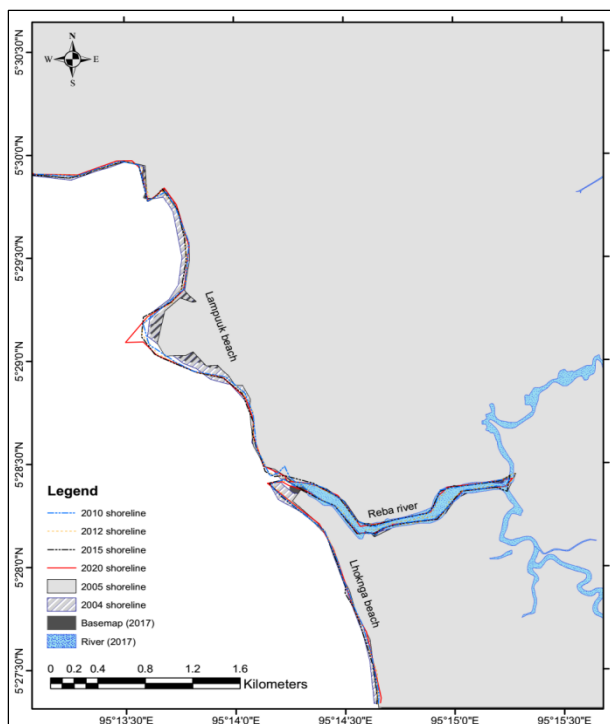 N
W E
S
5°30'30"N
5°30'0"N
5°29'30"N
5°29'0"N
5°28'30"N
5°28'0"N
5°27'30"N
Lampuuk beach
Reba river
Lhoknga beach
Legend
2010 shoreline
2012 shoreline
2015 shoreline
2020 shoreline
2005 shoreline
2004 shoreline
Basemap (2017)
River (2017)
0 0.2 0.4 0.8 1.2 1.6
Kilometers
95°13'30"E 95°14'0"E 95°14'30"E 95°15'0"E 95°15'30"E